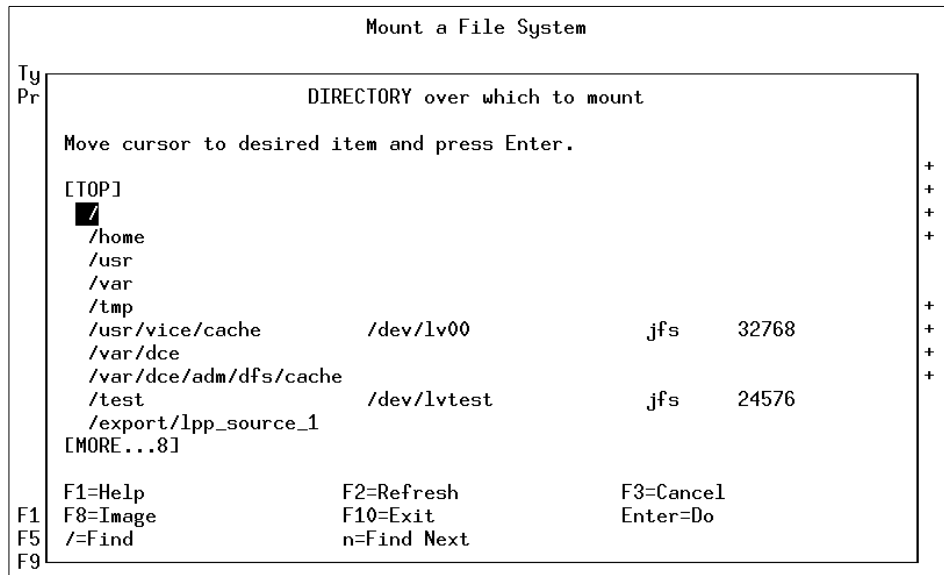 Mount a File System
Ty
Pr DIRECTORY over which to mount
Move cursor to desired item and press Enter.
+
[TOP] +
/ +
/home +
/usr
/var
/tmp +
/usr/vice/cache /dev/lv00 jfs 32768 +
/var/dce +
/var/dce/adm/dfs/cache +
/test /dev/lvtest jfs 24576
/export/lpp_source_1
[MORE...8]
F1=Help F2=Refresh F3=Cancel
F1 F8=Image F10=Exit Enter=Do
F5 /=Find n=Find Next
F9